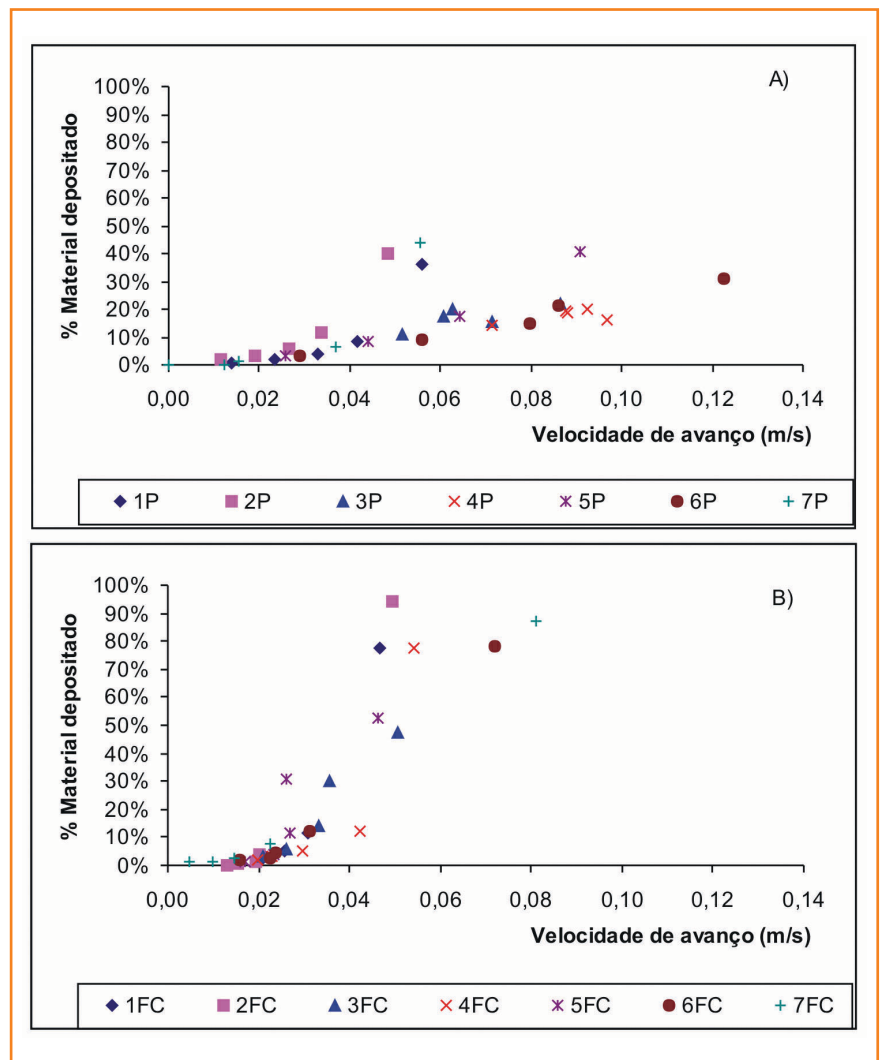 A)
100%
90%
80%
70%
60%
50%
40%
30%
20%
10%
0%
% Material depositado
0,00 0,02 0,04 0,06 0,08 0,10 0,12 0,14
Velocidade de avanço (m/s)
1P 2P 3P 4P 5P 6P 7P
B)
100%
90%
80%
70%
60%
50%
40%
30%
20%
10%
0%
% Material depositado
0,00 0,02 0,04 0,06 0,08 0,10 0,12 0,14
Velocidade de avanço (m/s)
1FC 2FC 3FC 4FC 5FC 6FC 7FC